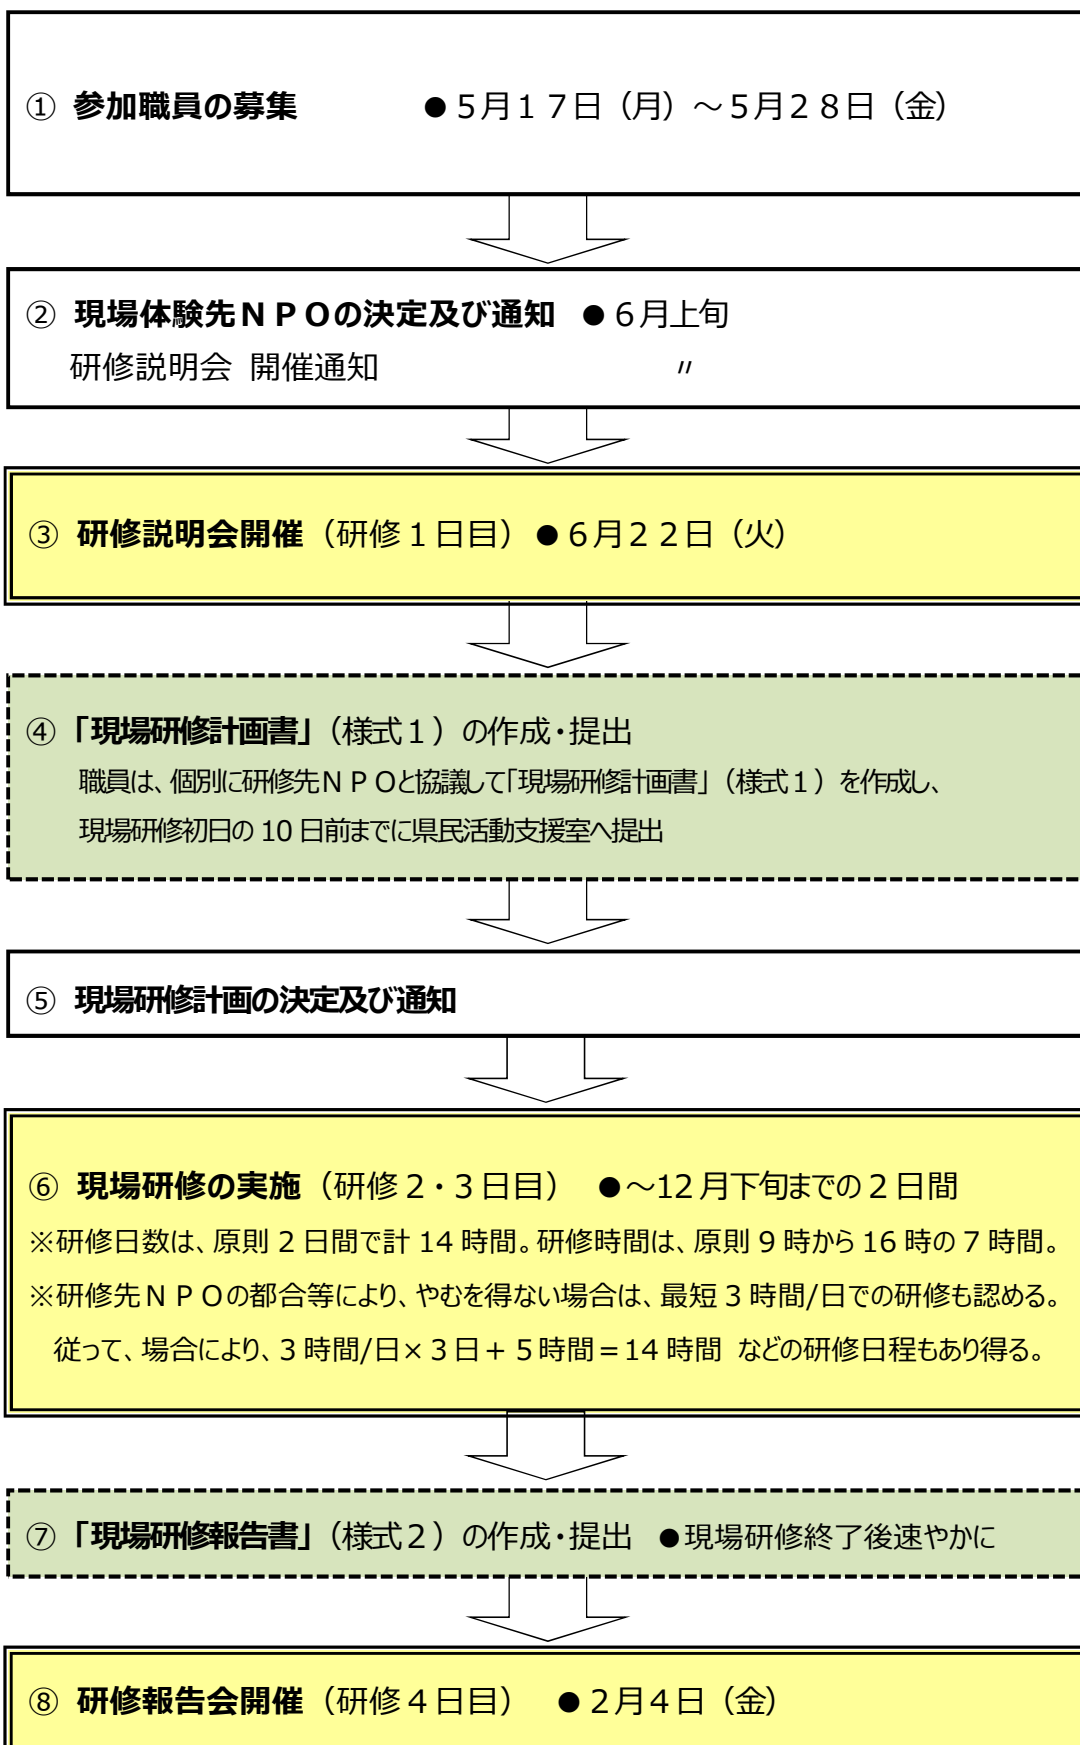 ① 参加職員の募集 ●5月17日（月）～5月28日（金）
② 現場体験先ＮＰＯの決定及び通知 ●6月上旬
研修説明会 開催通知 〃
③ 研修説明会開催（研修１日目）●6月22日（火）
④「現場研修計画書」（様式１）の作成・提出
職員は、個別に研修先ＮＰＯと協議して「現場研修計画書」（様式１）を作成し、
現場研修初日の 10 日前までに県民活動支援室へ提出
⑤ 現場研修計画の決定及び通知
⑥ 現場研修の実施（研修２・３日目） ●～12 月下旬までの２日間
※研修日数は、原則 2 日間で計 14 時間。研修時間は、原則 9 時から 16 時の 7 時間。
※研修先ＮＰＯの都合等により、やむを得ない場合は、最短 3 時間/日での研修も認める。
従って、場合により、3 時間/日×３日＋５時間＝14 時間 などの研修日程もあり得る。
⑦「現場研修報告書」（様式２）の作成・提出 ●現場研修終了後速やかに
⑧ 研修報告会開催（研修４日目） ●２月４日（金）